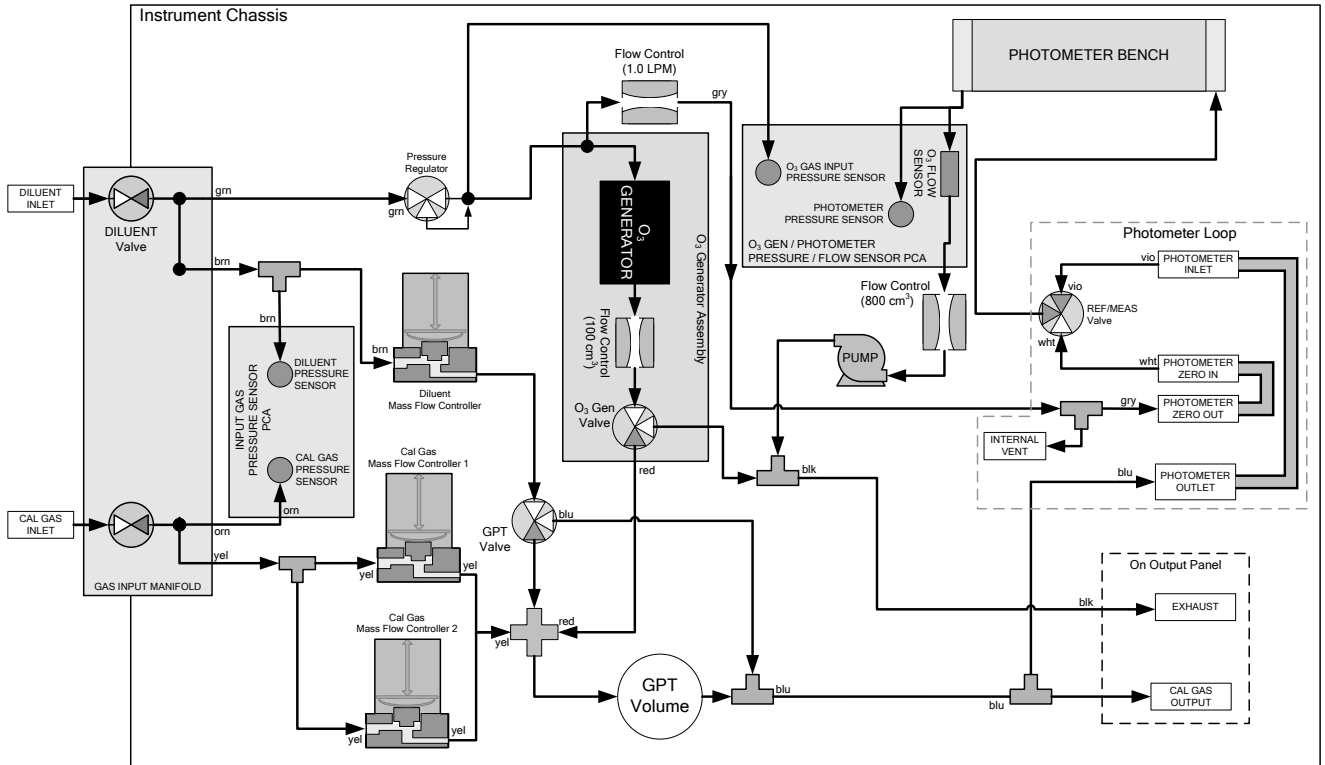 Instrument Chassis
Flow Control
(1.0 LPM)
gry
PHOTOMETER BENCH
Pressure
Regulator
O₃ GAS INPUT
PRESSURE SENSOR
O₃ FLOW
SENSOR
PHOTOMETER
PRESSURE SENSOR
O₃ GEN / PHOTOMETER
PRESSURE / FLOW SENSOR PCA
DILUENT
INLET
grn
grn
DILUENT
Valve
O₃
GENERATOR
O₃ Generator Assembly
Photometer Loop
vio
PHOTOMETER
INLET
vio
REF/MEAS
Valve
wht
wht
PHOTOMETER
ZERO IN
gry
PHOTOMETER
ZERO OUT
INTERNAL
VENT
blu
PHOTOMETER
OUTLET
brn
brn
brn
Flow Control
(800 cm³)
PUMP
Flow Control
(100 cm³)
DILUENT
PRESSURE
SENSOR
INPUT GAS
PRESSURE SENSOR
PCA
CAL GAS
PRESSURE
SENSOR
Diluent
Mass Flow Controller
O₃ Gen
Valve
red
blk
Cal Gas
Mass Flow Controller 1
CAL GAS
INLET
orn
orn
yel
yel
yel
GPT
Valve
blu
GAS INPUT MANIFOLD
Cal Gas
Mass Flow Controller 2
yel
red
yel
yel
GPT
Volume
blu
blu
On Output Panel
blk
EXHAUST
CAL GAS
OUTPUT